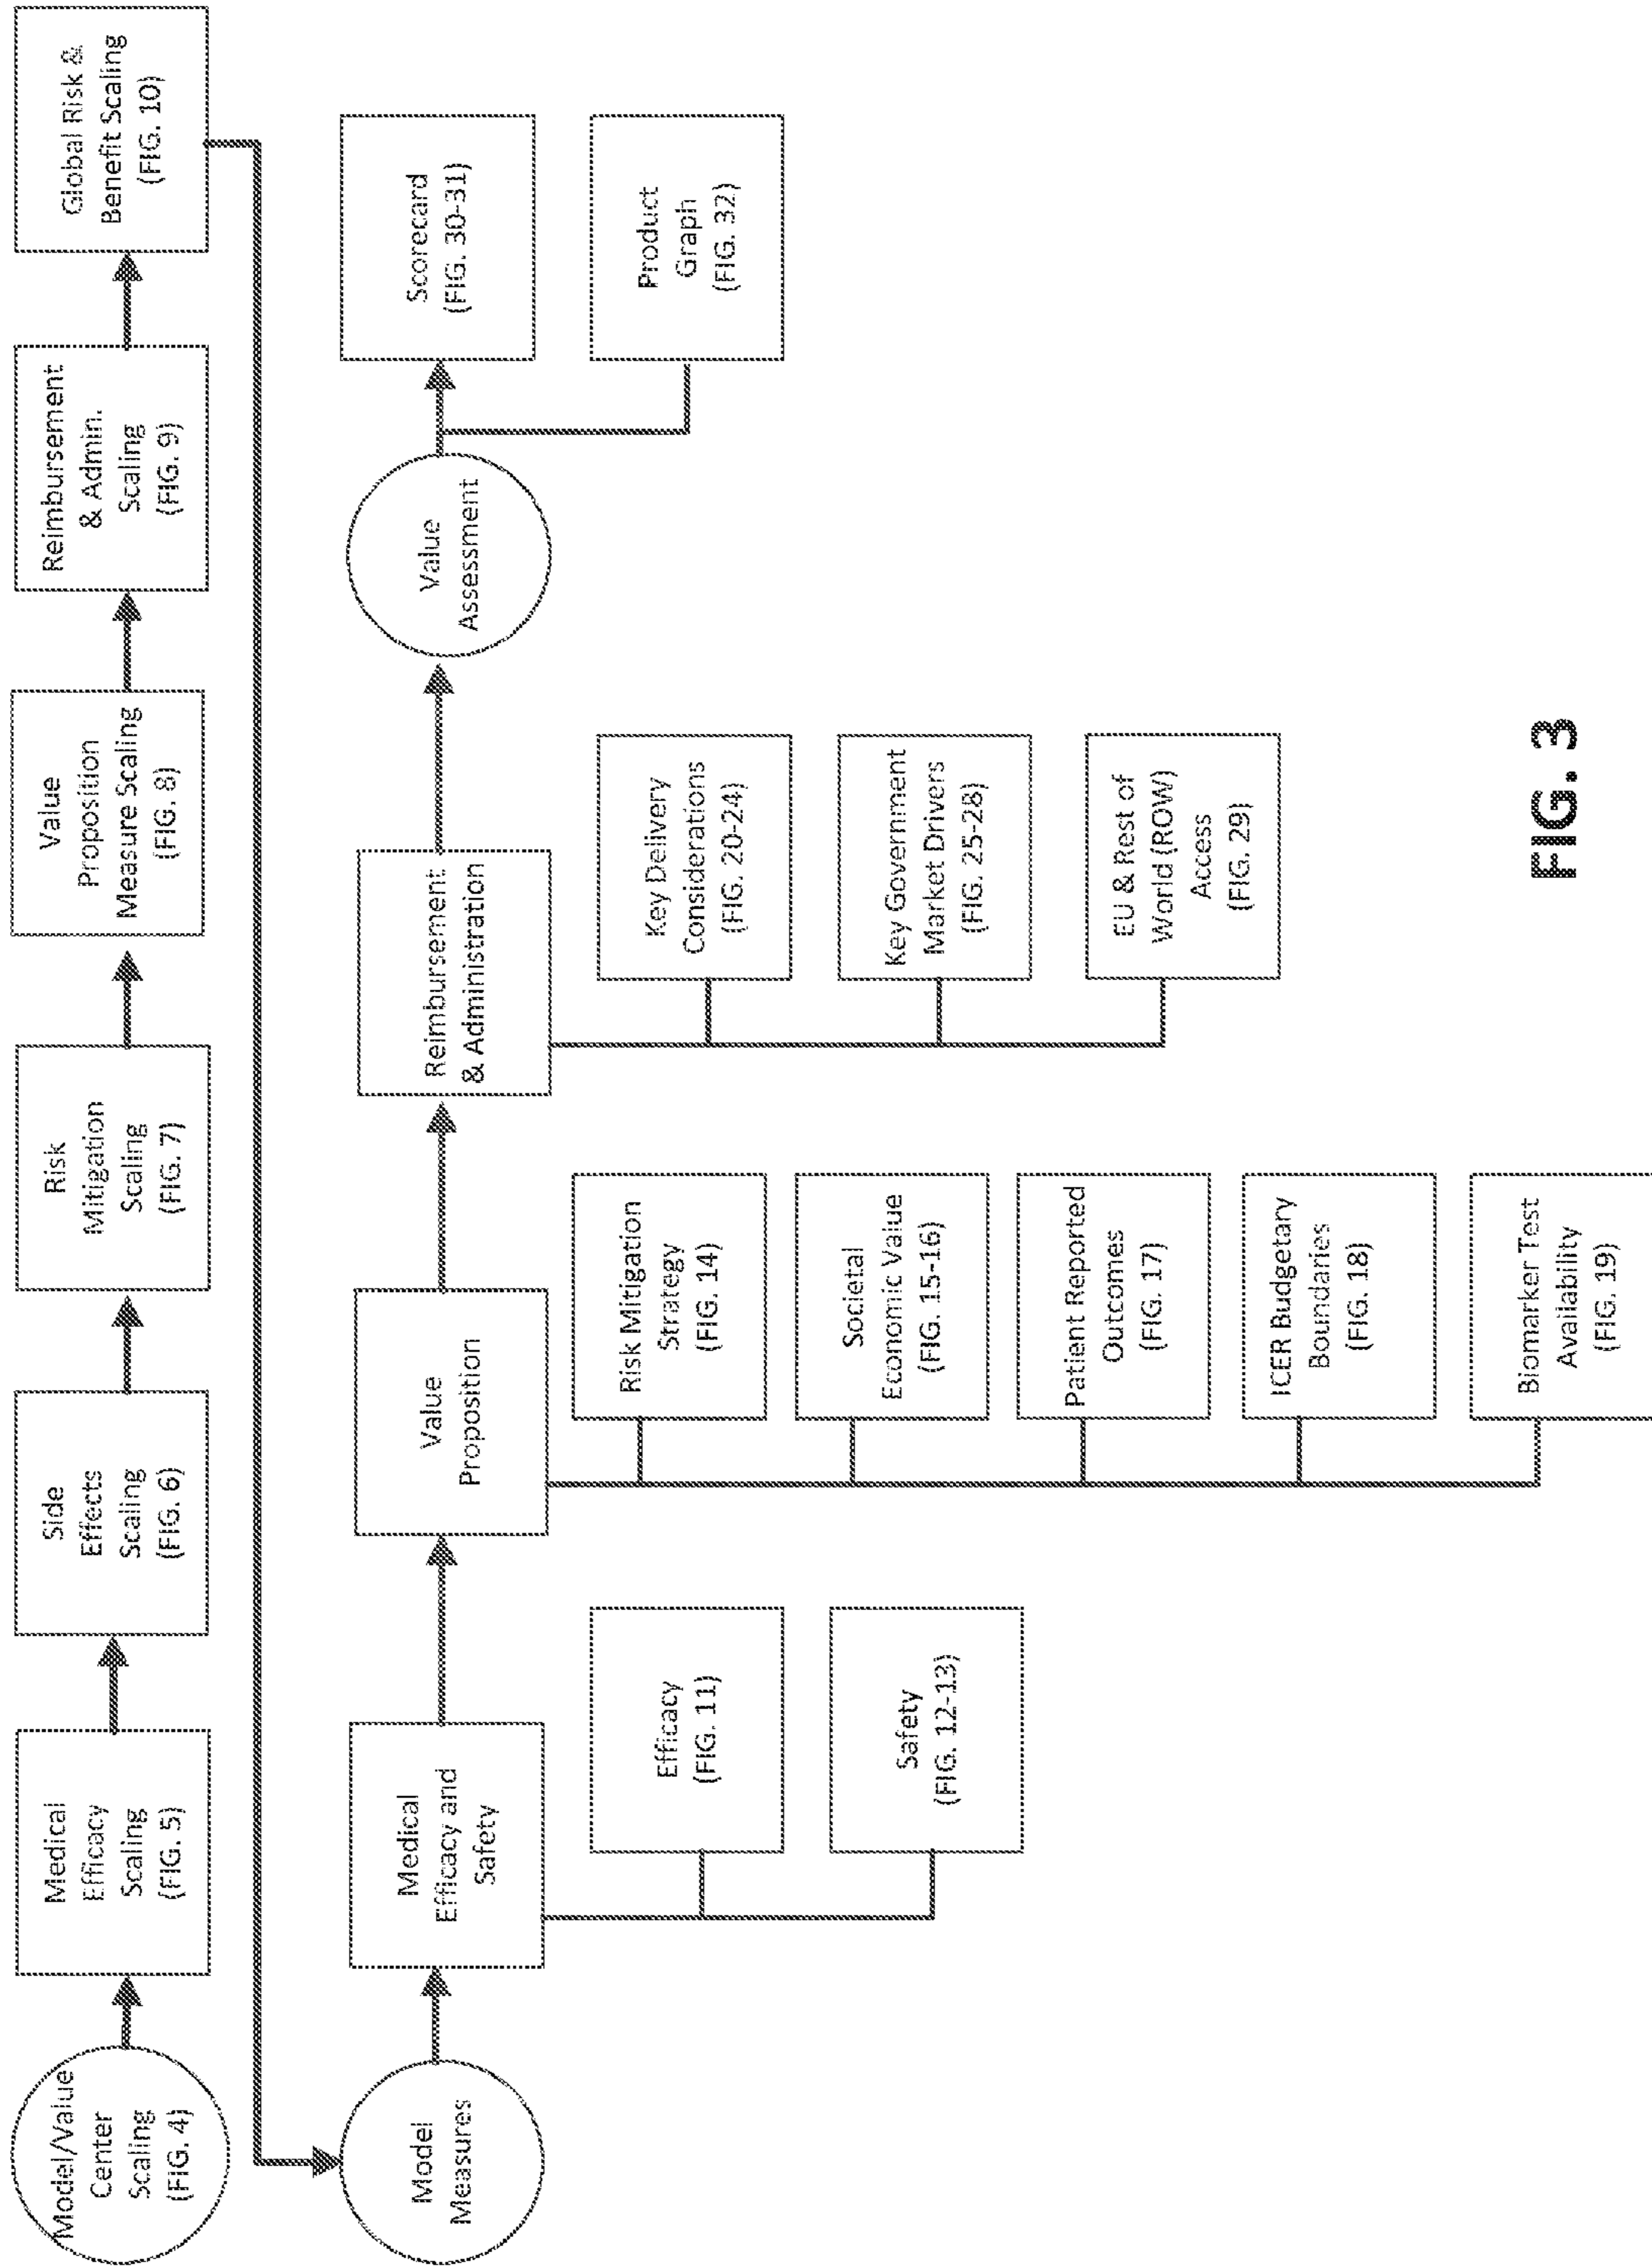 Model/Value
Center
Scaling
(FIG. 4)
Medical
Efficacy
Scaling
(FIG. 5)
Side
Effects
Scaling
(FIG. 6)
Risk
Mitigation
Scaling
(FIG. 7)
Value
Proposition
Measure Scaling
(FIG. 8)
Reimbursement
& Admin.
Scaling
(FIG. 9)
Global Risk &
Benefit Scaling
(FIG. 10)
Model
Measures
Medical
Efficacy and
Safety
Efficacy
(FIG. 11)
Safety
(FIG. 12-13)
Value
Proposition
Risk Mitigation
Strategy
(FIG. 14)
Societal
Economic Value
(FIG. 15-16)
Patient Reported
Outcomes
(FIG. 17)
ICER Budgetary
Boundaries
(FIG. 18)
Biomarker Test
Availability
(FIG. 19)
Reimbursement
& Administration
Key Delivery
Considerations
(FIG. 20-24)
Key Government
Market Drivers
(FIG. 25-28)
EU & Rest of
World (ROW)
Access
(FIG. 29)
Value
Assessment
Scorecard
(FIG. 30-31)
Product
Graph
(FIG. 32)
FIG. 3